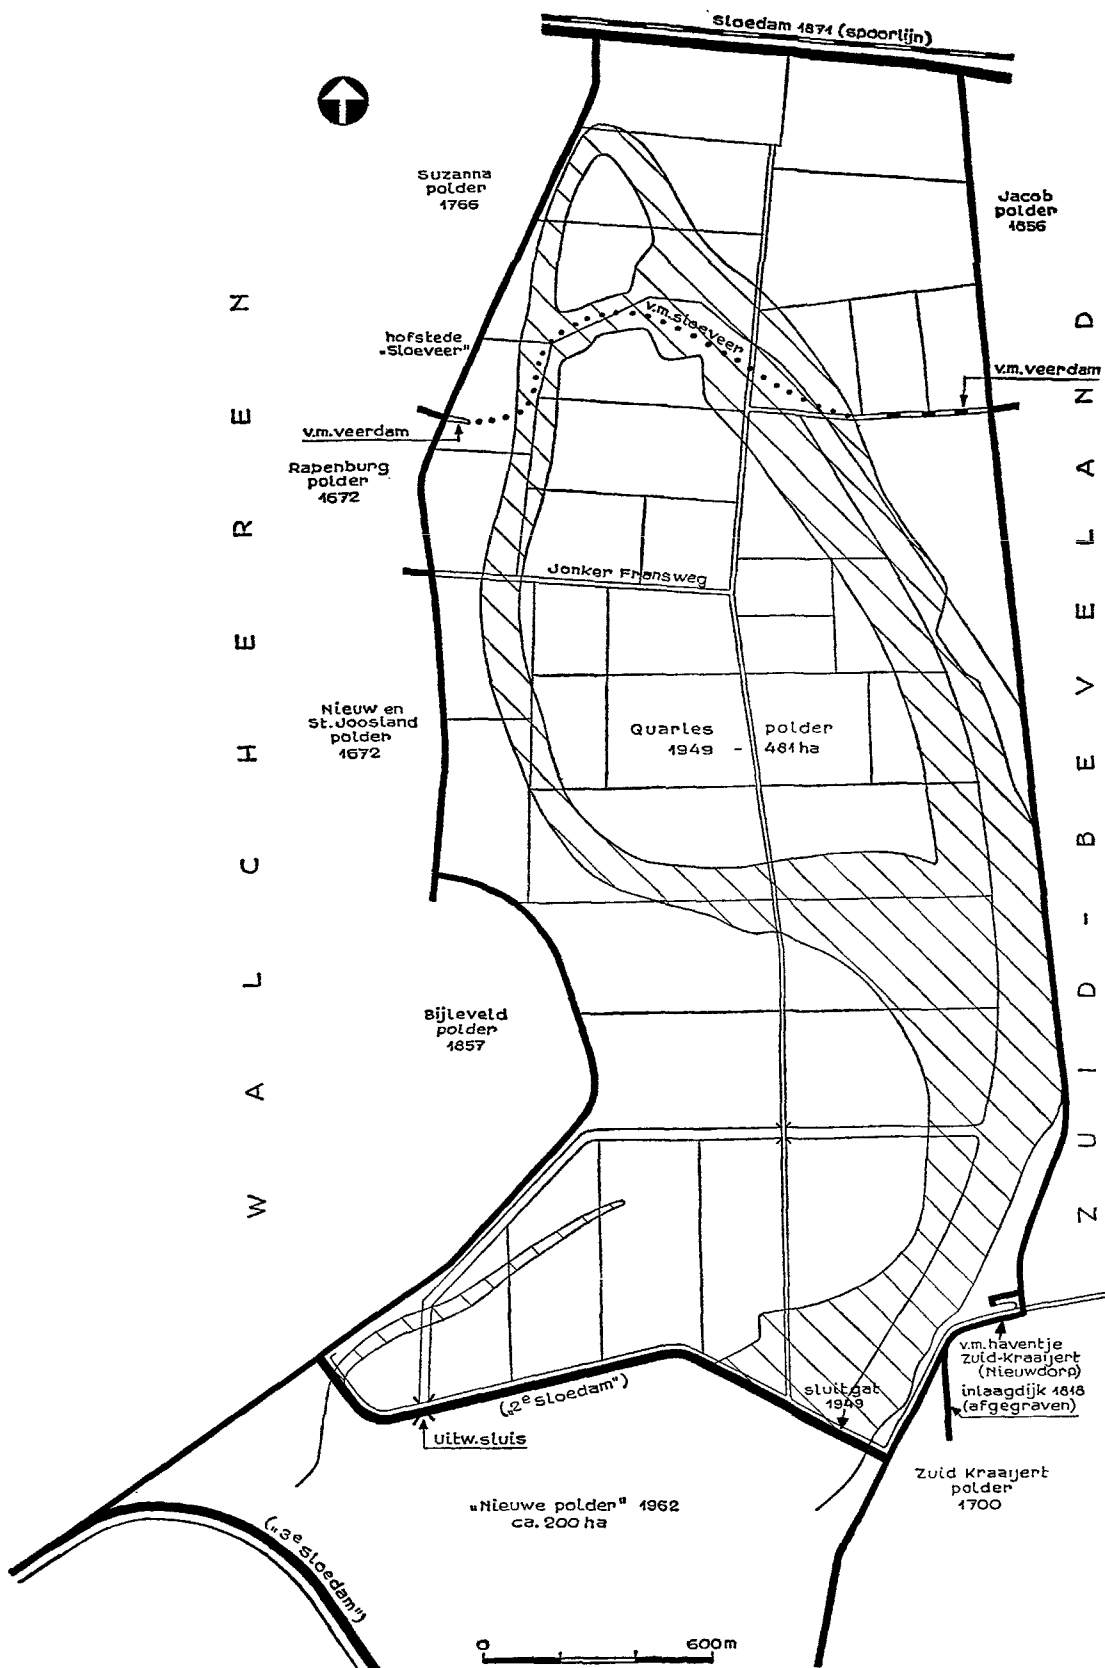 Sloedam 1871 (spoorlijn)
Suzanna
polder
1766
Jacob
polder
1856
hofstede
„Sloeveer"
v.m. sloeveer
v.m. veerdam
v.m. veerdam
Rapenburg
polder
1672
Jonker Fransweg
WALCHEREN
ZUID-BEVELAND
Nieuw en
St. Joosland
polder
1672
Quarles polder
1949 - 481 ha
Bijleveld
polder
1857
v.m. haventje
Zuid-Kraaijert
(Nieuwdorp)
inlaagdijk 1818
(afgegraven)
sluitgat
1949
(„2e sloedam")
Uitw. sluis
Zuid Kraaijert
polder
1700
„Nieuwe polder" 1962
ca. 200 ha
(„3e sloedam")
0 600 m